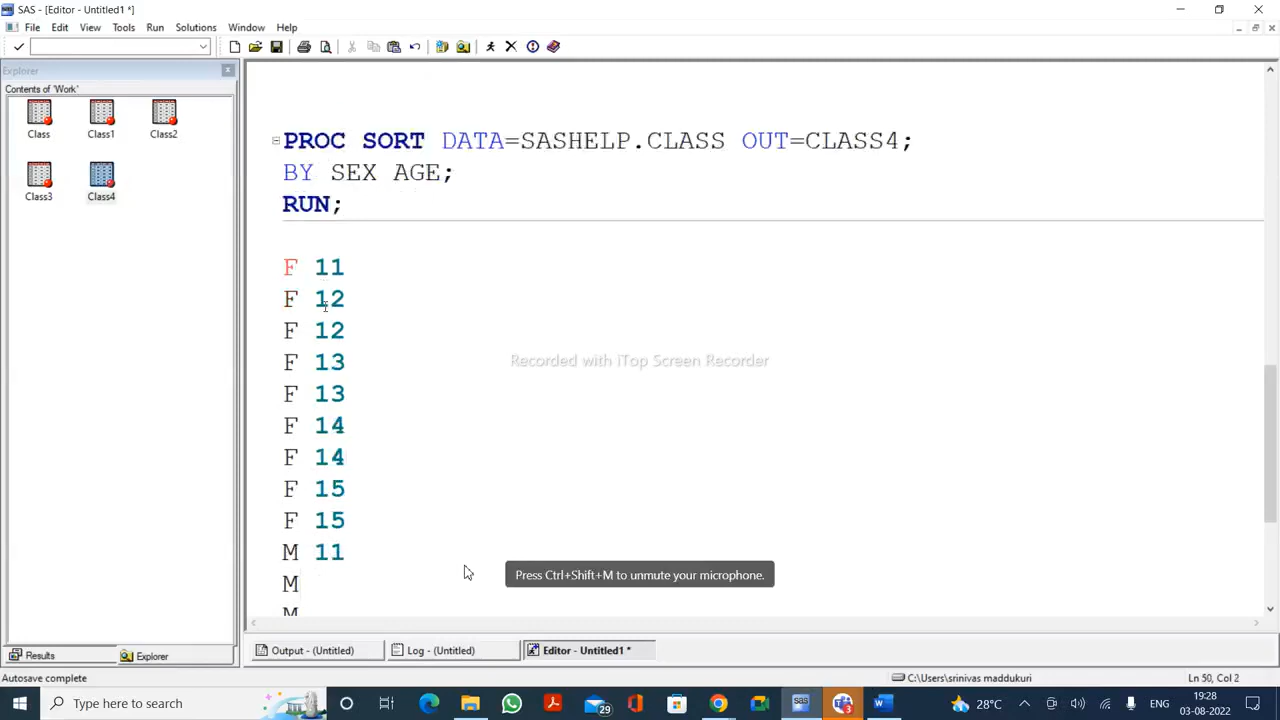 SAS - [Editor - Untitled1 *]
File Edit View Tools Run Solutions Window Help
Explorer
Contents of 'Work'
Class Class1 Class2
Class3 Class4
PROC SORT DATA=SASHELP.CLASS OUT=CLASS4;
BY SEX AGE;
RUN;
F 11
F 12
F 12
F 13
F 13
F 14
F 14
F 15
F 15
M 11
M
M
Recorded with iTop Screen Recorder
Press Ctrl+Shift+M to unmute your microphone.
Results Explorer
Output - (Untitled) Log - (Untitled) Editor - Untitled1 *
Autosave complete C:\Users\srinivas maddukuri Ln 50, Col 2
Type here to search 29 3 28°C ENG 19:28
03-08-2022